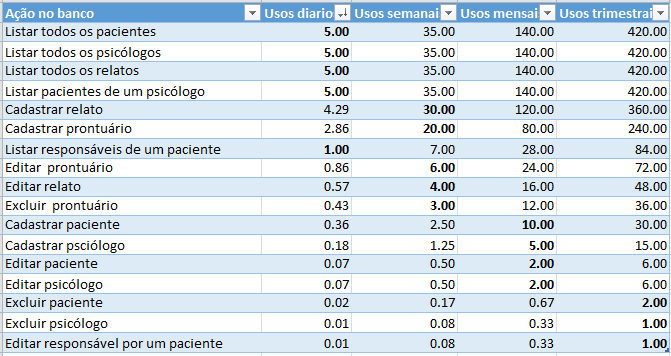 Ação no banco Usos diario Usos semanai Usos mensai Usos trimestrai
Listar todos os pacientes 5.00 35.00 140.00 420.00
Listar todos os psicólogos 5.00 35.00 140.00 420.00
Listar todos os relatos 5.00 35.00 140.00 420.00
Listar pacientes de um psicólogo 5.00 35.00 140.00 420.00
Cadastrar relato 4.29 30.00 120.00 360.00
Cadastrar prontuário 2.86 20.00 80.00 240.00
Listar responsáveis de um paciente 1.00 7.00 28.00 84.00
Editar prontuário 0.86 6.00 24.00 72.00
Editar relato 0.57 4.00 16.00 48.00
Excluir prontuário 0.43 3.00 12.00 36.00
Cadastrar paciente 0.36 2.50 10.00 30.00
Cadastrar psciólogo 0.18 1.25 5.00 15.00
Editar paciente 0.07 0.50 2.00 6.00
Editar psicólogo 0.07 0.50 2.00 6.00
Excluir paciente 0.02 0.17 0.67 2.00
Excluir psicólogo 0.01 0.08 0.33 1.00
Editar responsável por um paciente 0.01 0.08 0.33 1.00